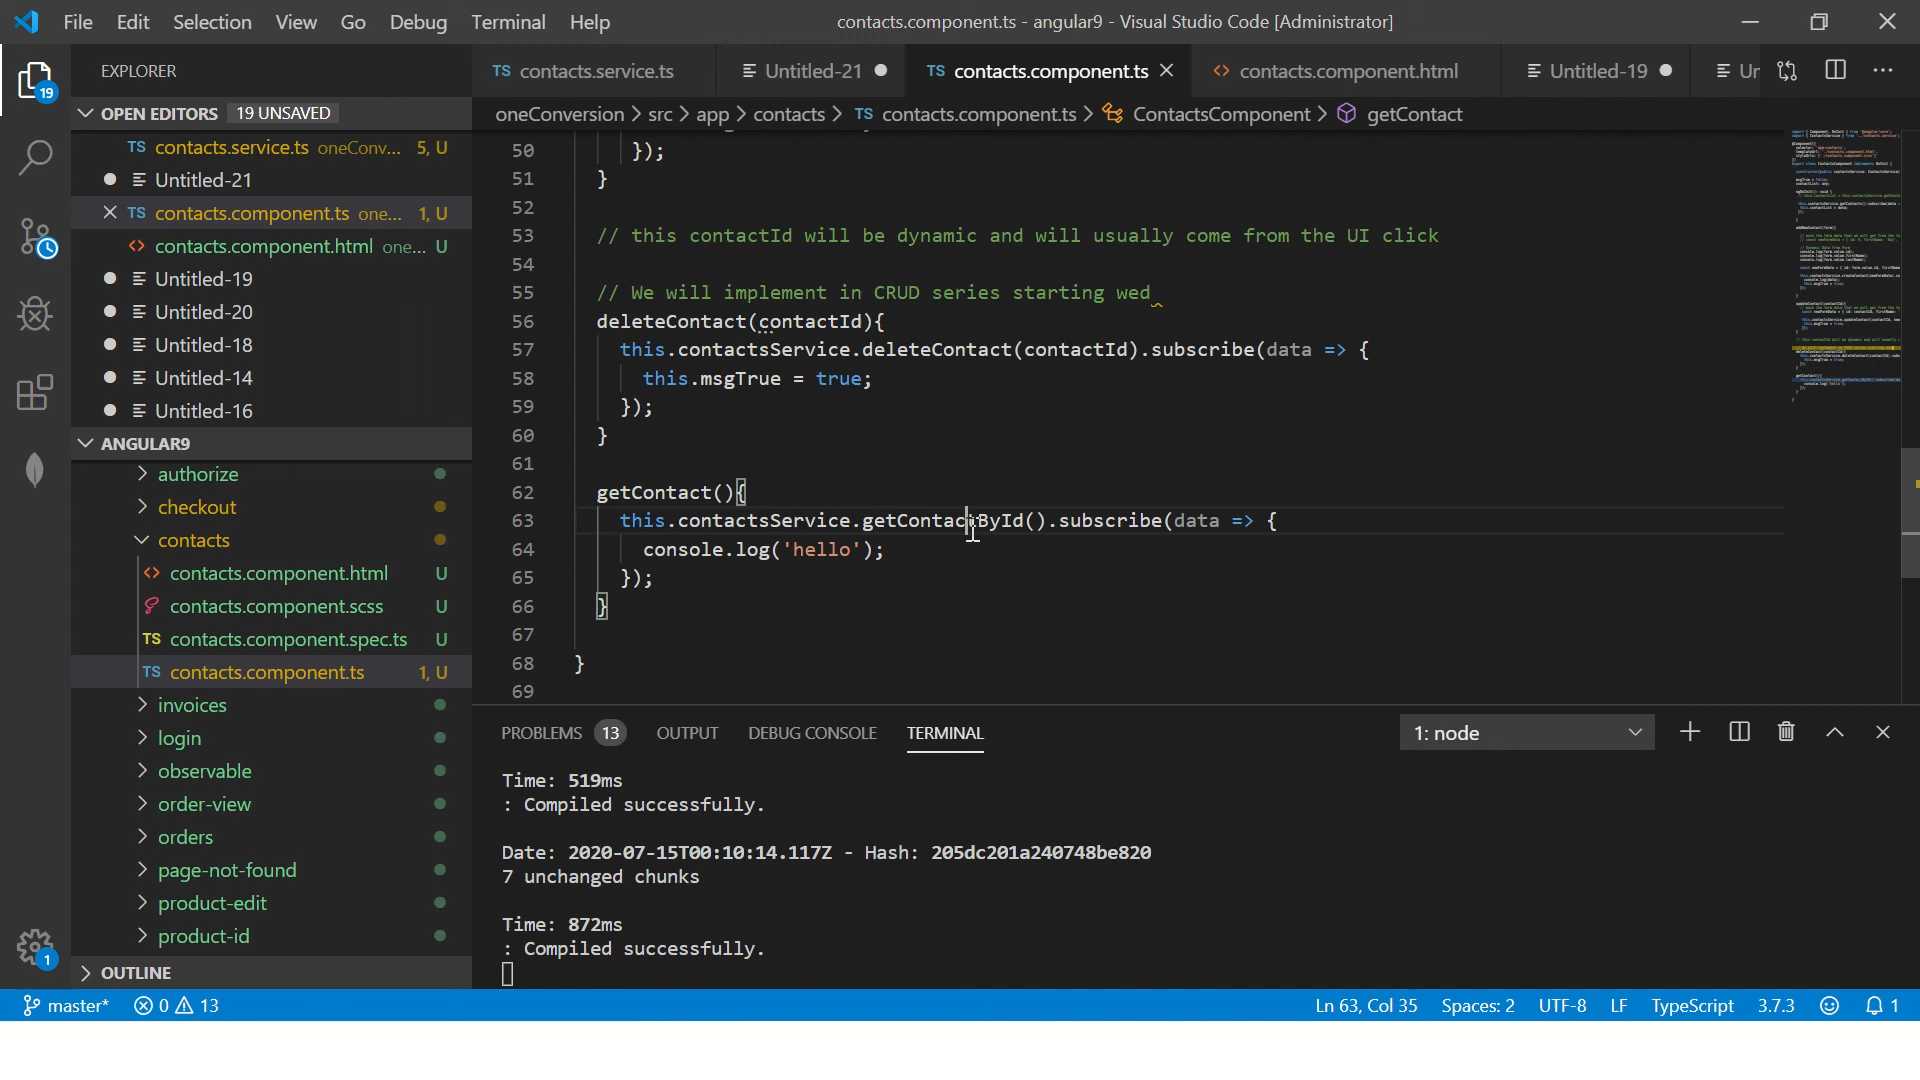 File Edit Selection View Go Debug Terminal Help
contacts.component.ts - angular9 - Visual Studio Code [Administrator]
EXPLORER
TS contacts.service.ts
Untitled-21
TS contacts.component.ts
<> contacts.component.html
Untitled-19
Ur
19
OPEN EDITORS 19 UNSAVED
oneConversion > src > app > contacts > TS contacts.component.ts > ContactsComponent > getContact
TS contacts.service.ts oneConv... 5, U
Untitled-21
TS contacts.component.ts one... 1, U
<> contacts.component.html one... U
Untitled-19
Untitled-20
Untitled-18
Untitled-14
Untitled-16
ANGULAR9
authorize
checkout
contacts
<> contacts.component.html U
contacts.component.scss U
TS contacts.component.spec.ts U
TS contacts.component.ts 1, U
invoices
login
observable
order-view
orders
page-not-found
product-edit
product-id
OUTLINE
1
50 });
51 }
52
53 // this contactId will be dynamic and will usually come from the UI click
54
55 // We will implement in CRUD series starting wed
56 deleteContact(contactId){
57 this.contactsService.deleteContact(contactId).subscribe(data => {
58 this.msgTrue = true;
59 });
60 }
61
62 getContact(){
63 this.contactsService.getContactById().subscribe(data => {
64 console.log('hello');
65 });
66 }
67
68 }
69
PROBLEMS 13 OUTPUT DEBUG CONSOLE TERMINAL 1: node
Time: 519ms
: Compiled successfully.
Date: 2020-07-15T00:10:14.117Z - Hash: 205dc201a240748be820
7 unchanged chunks
Time: 872ms
: Compiled successfully.
master* 0 13 Ln 63, Col 35 Spaces: 2 UTF-8 LF TypeScript 3.7.3 1